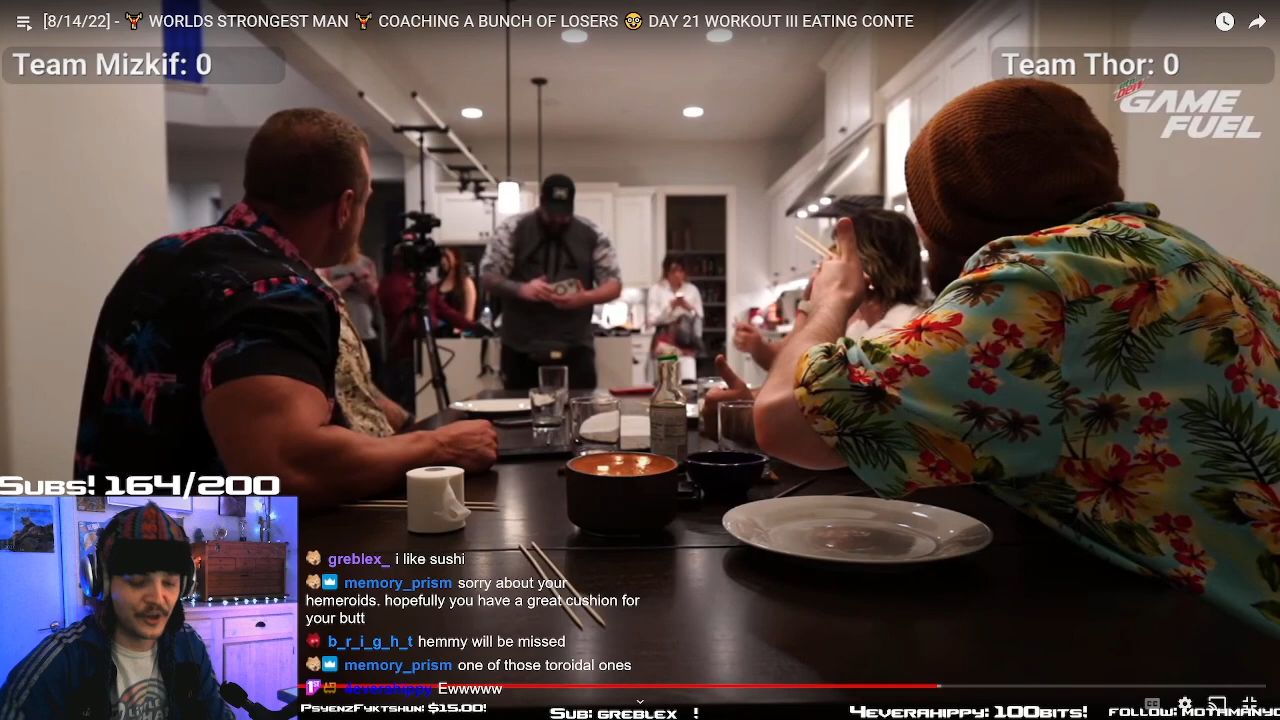 [8/14/22] - 🏋 WORLDS STRONGEST MAN 🏋 COACHING A BUNCH OF LOSERS 🤓 DAY 21 WORKOUT III EATING CONTE
Team Mizkif: 0
Team Thor: 0
GAME
FUEL
Subs! 164/200
greblex_ i like sushi
memory_prism sorry about your
hemeroids. hopefully you have a great cushion for
your butt
b_r_i_g_h_t hemmy will be missed
memory_prism one of those toroidal ones
4everahippy Ewwwww
PsyenzFyktshun: $15.00!
Sub: greblex !
4everahippy: 100bits!